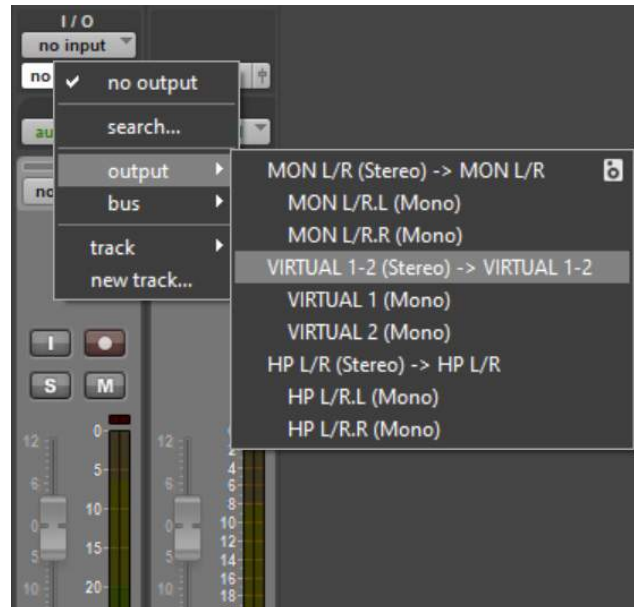 I / O
no input
no
no output
au
search...
output
bus
track
new track...
no
MON L/R (Stereo) -> MON L/R
MON L/R.L (Mono)
MON L/R.R (Mono)
VIRTUAL 1-2 (Stereo) -> VIRTUAL 1-2
VIRTUAL 1 (Mono)
VIRTUAL 2 (Mono)
HP L/R (Stereo) -> HP L/R
HP L/R.L (Mono)
HP L/R.R (Mono)
I
S M
12
6
0
5
10
0
5
10
15
20
12
6
0
5
10
2
4
6
8
10
12
14
16
18